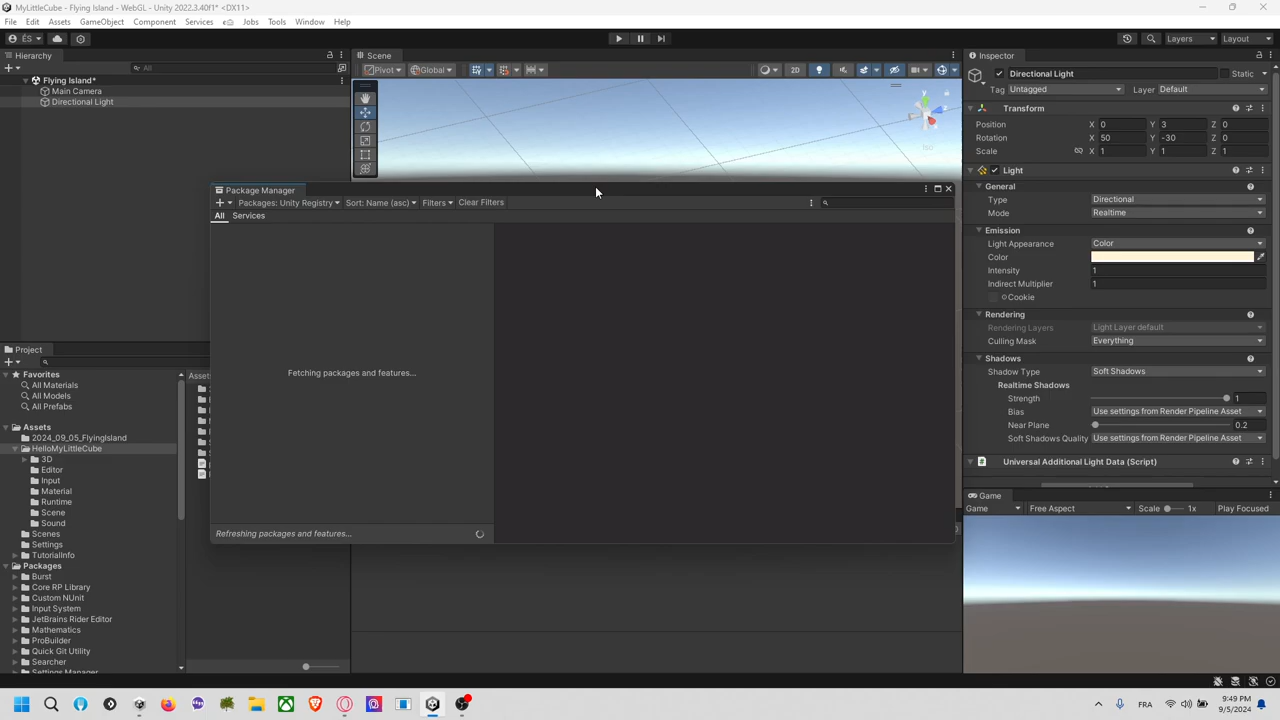 MyLittleCube - Flying Island - WebGL - Unity 2022.3.40f1* <DX11>
File Edit Assets GameObject Component Services Jobs Tools Window Help
ÉS
Layers Layout
Hierarchy
All
Flying Island*
Main Camera
Directional Light
Scene
Pivot Global 2D
y
Iso
Package Manager
Packages: Unity Registry Sort: Name (asc) Filters Clear Filters
All Services
Fetching packages and features...
Refreshing packages and features...
Project
Favorites
All Materials
All Models
All Prefabs
Assets
2024_09_05_FlyingIsland
HelloMyLittleCube
3D
Editor
Input
Material
Runtime
Scene
Sound
Scenes
Settings
TutorialInfo
Packages
Burst
Core RP Library
Custom NUnit
Input System
JetBrains Rider Editor
Mathematics
ProBuilder
Quick Git Utility
Searcher
Settings Manager
Assets
Inspector
Directional Light Static
Tag Untagged Layer Default
Transform
Position X 0 Y 3 Z 0
Rotation X 50 Y -30 Z 0
Scale X 1 Y 1 Z 1
Light
General
Type Directional
Mode Realtime
Emission
Light Appearance Color
Color
Intensity 1
Indirect Multiplier 1
Cookie
Rendering
Rendering Layers Light Layer default
Culling Mask Everything
Shadows
Shadow Type Soft Shadows
Realtime Shadows
Strength 1
Bias Use settings from Render Pipeline Asset
Near Plane 0.2
Soft Shadows Quality Use settings from Render Pipeline Asset
Universal Additional Light Data (Script)
Game
Game Free Aspect Scale 1x Play Focused
FRA 9:49 PM
9/5/2024